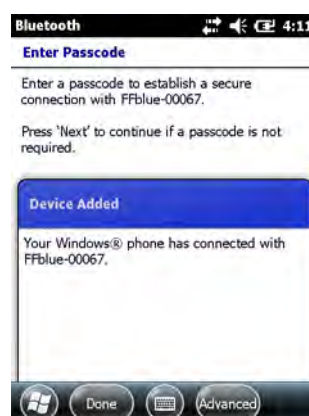 Bluetooth 4:11
Enter Passcode
Enter a passcode to establish a secure
connection with FFblue-00067.
Press 'Next' to continue if a passcode is not
required.
Device Added
Your Windows® phone has connected with
FFblue-00067.
Done Advanced